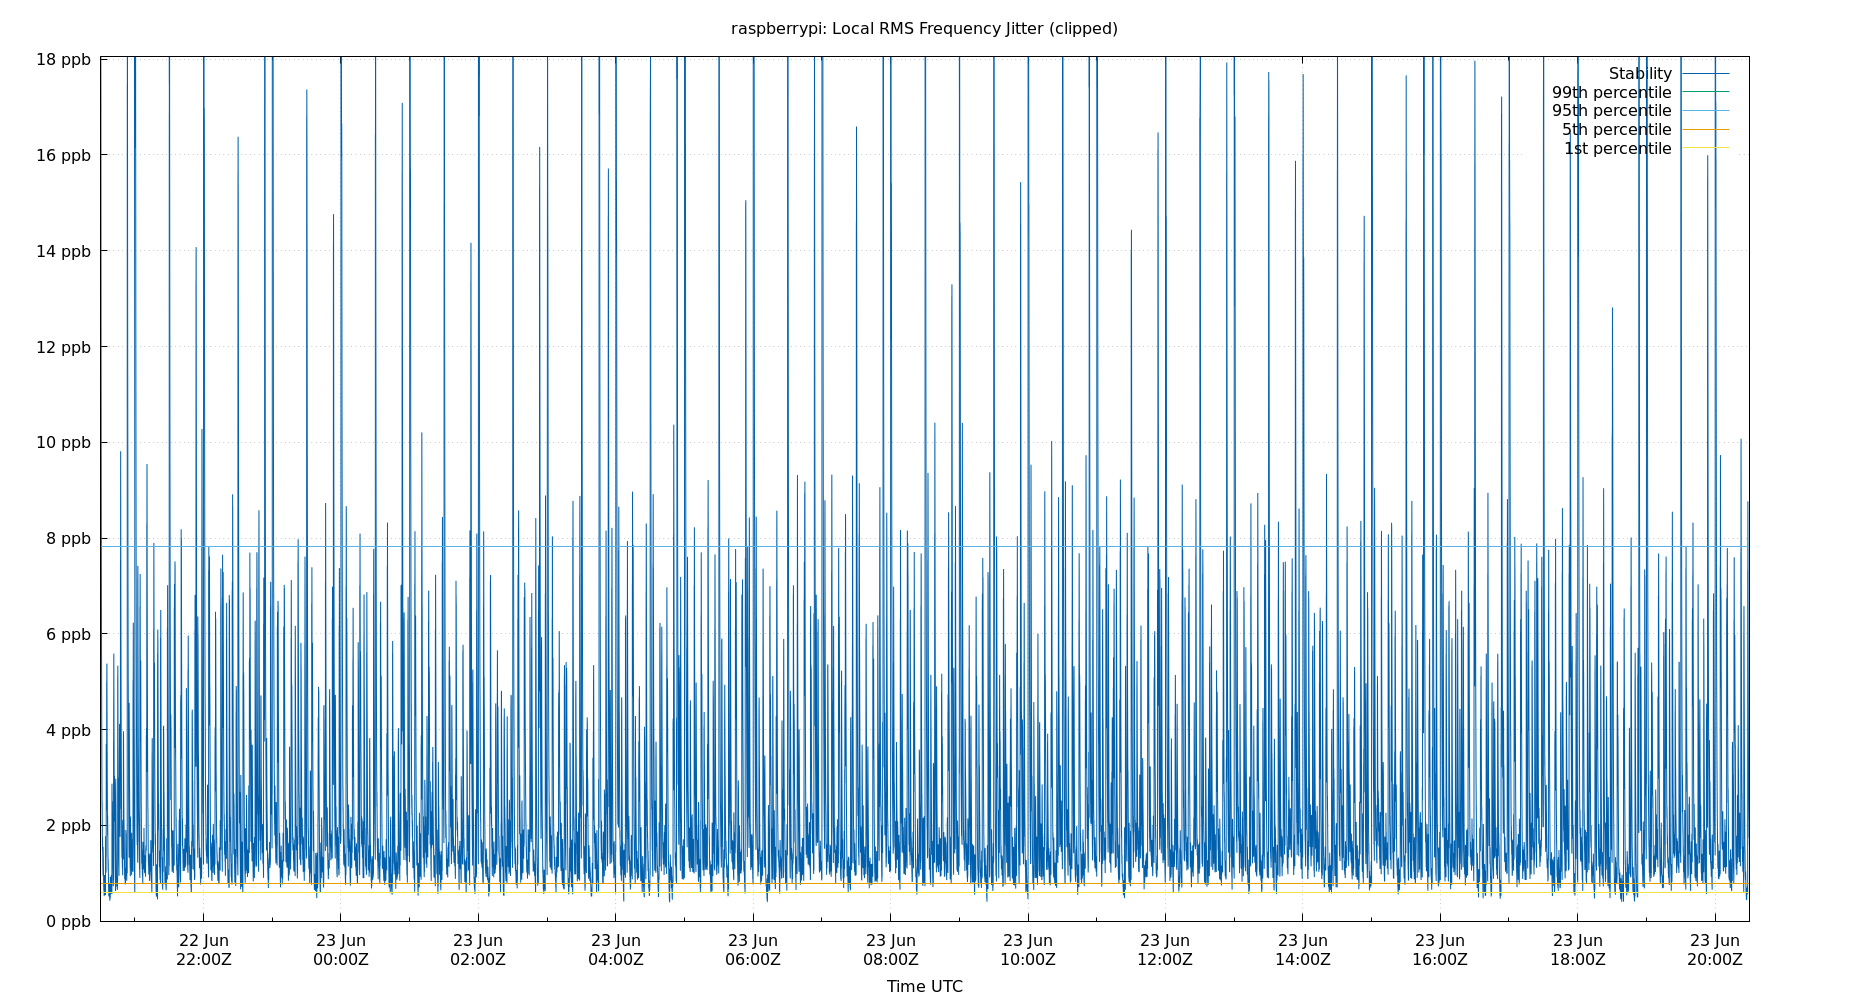 raspberrypi: Local RMS Frequency Jitter (clipped)
18 ppb
16 ppb
14 ppb
12 ppb
10 ppb
8 ppb
6 ppb
4 ppb
2 ppb
0 ppb
Stability
99th percentile
95th percentile
5th percentile
1st percentile
22 Jun 23 Jun 23 Jun 23 Jun 23 Jun 23 Jun 23 Jun 23 Jun 23 Jun 23 Jun 23 Jun 23 Jun
22:00Z 00:00Z 02:00Z 04:00Z 06:00Z 08:00Z 10:00Z 12:00Z 14:00Z 16:00Z 18:00Z 20:00Z
Time UTC